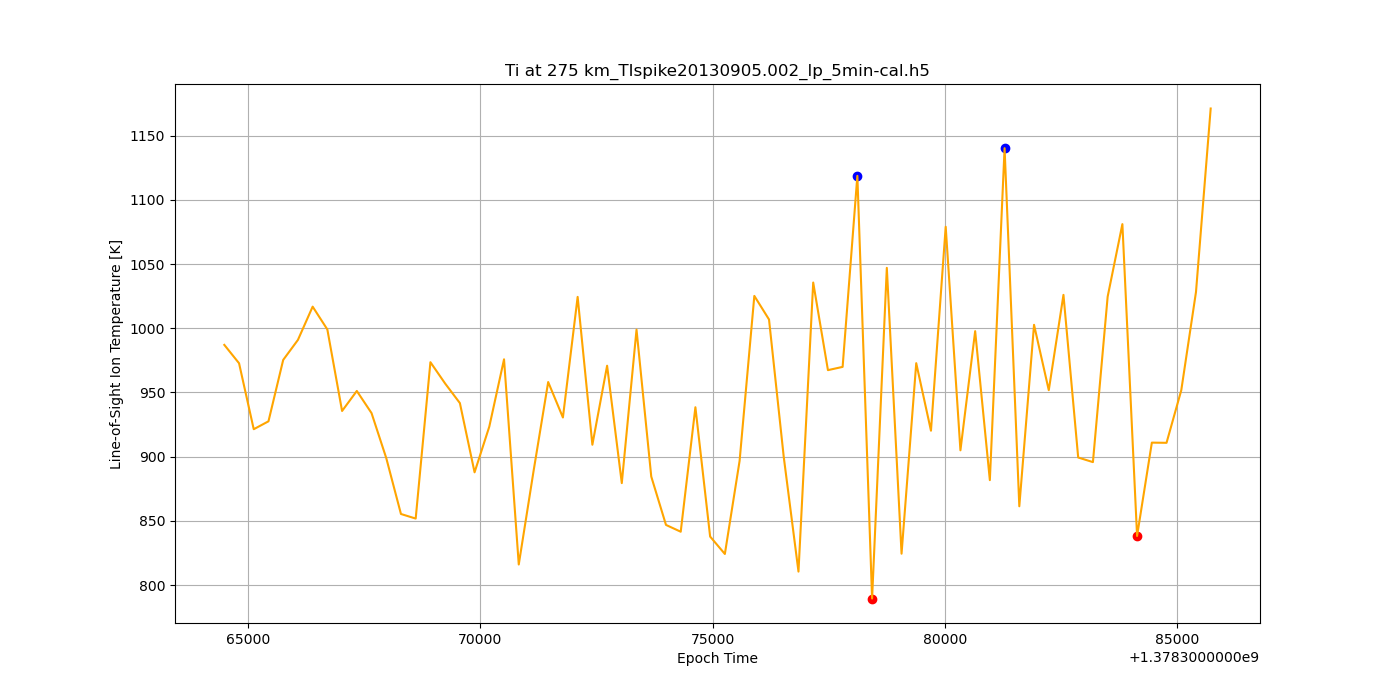 Ti at 275 km_TIspike20130905.002_lp_5min-cal.h5
Line-of-Sight Ion Temperature [K]
1150
1100
1050
1000
950
900
850
800
65000 70000 75000 80000 85000
Epoch Time
+1.3783000000e9